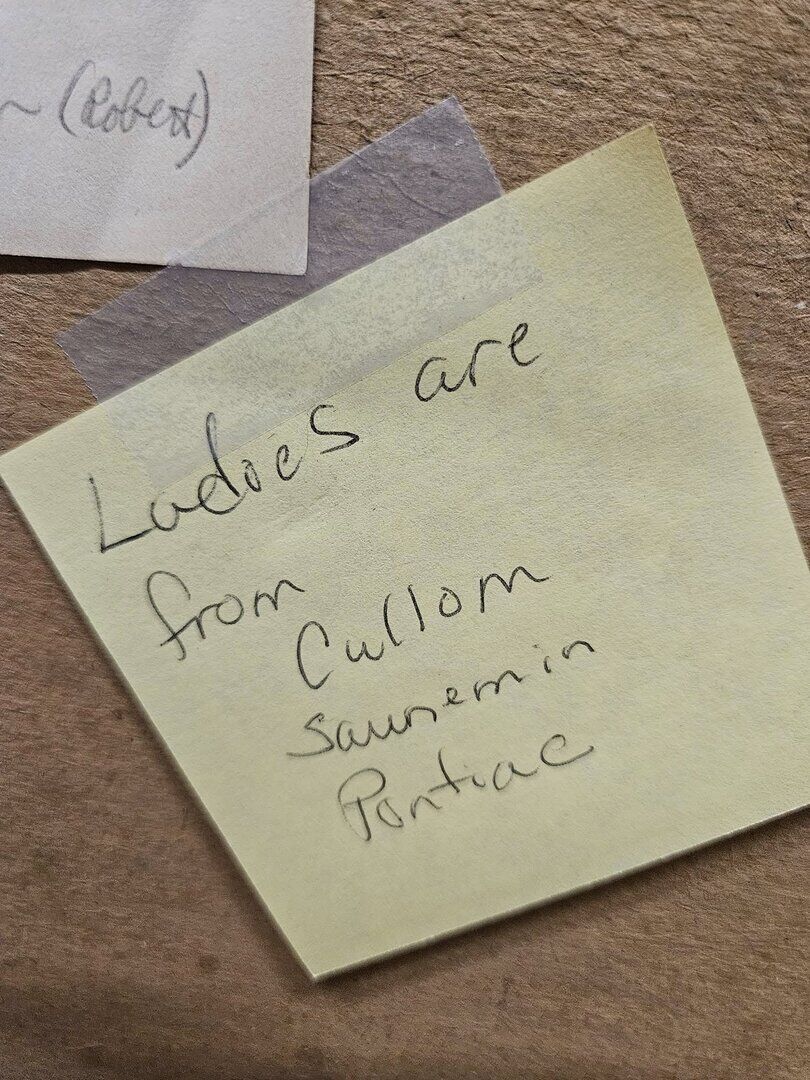 (Robert)
Ladies are
from
Cullom
Saunemin
Pontiac